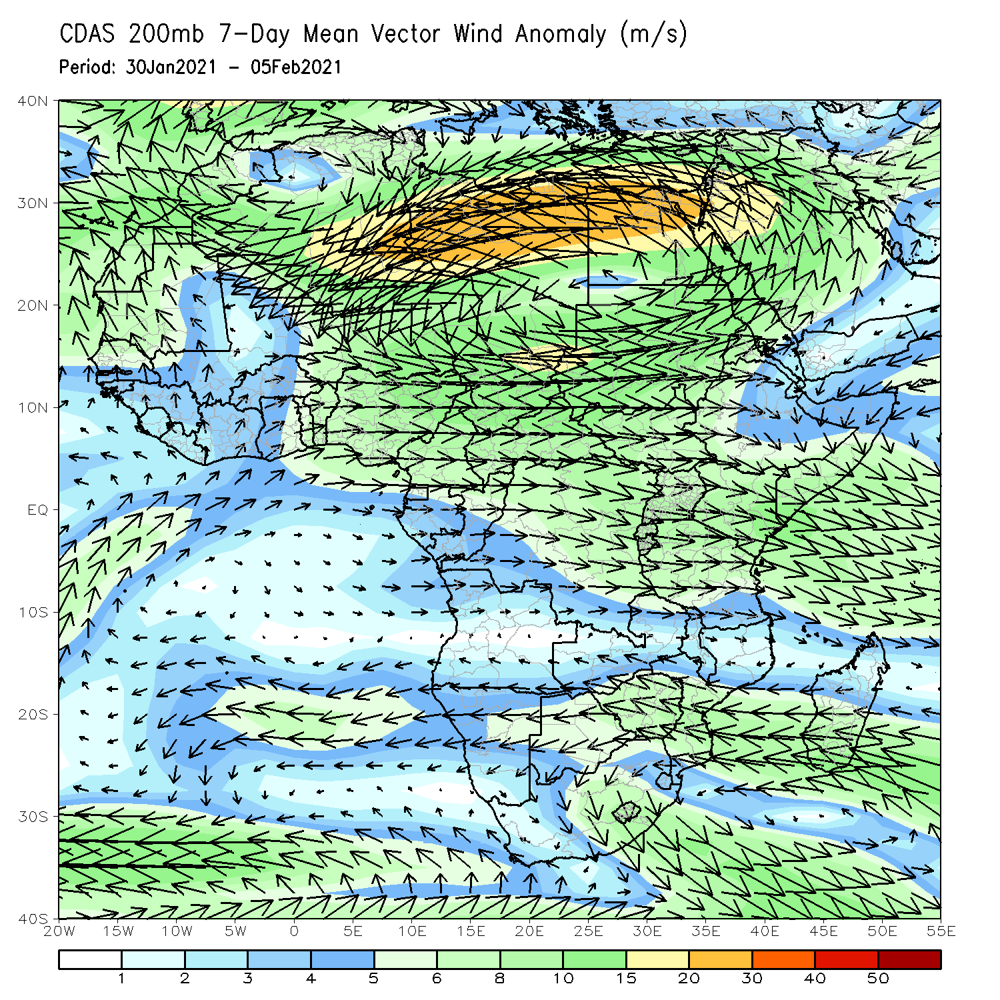 CDAS 200mb 7-Day Mean Vector Wind Anomaly (m/s)
Period: 30Jan2021 - 05Feb2021
40N
30N
20N
10N
EQ
10S
20S
30S
40S
20W 15W 10W 5W 0 5E 10E 15E 20E 25E 30E 35E 40E 45E 50E 55E
1 2 3 4 5 6 8 10 15 20 30 40 50